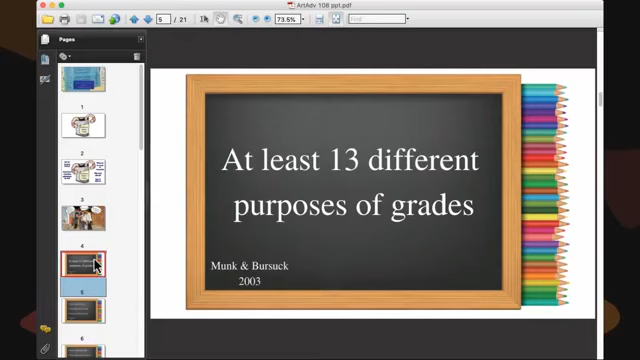 ArtAdv 108 ppt.pdf
5 / 21
73.5%
Find
Pages
1
2
3
4
5
6
At least 13 different
purposes of grades
Munk & Bursuck
2003